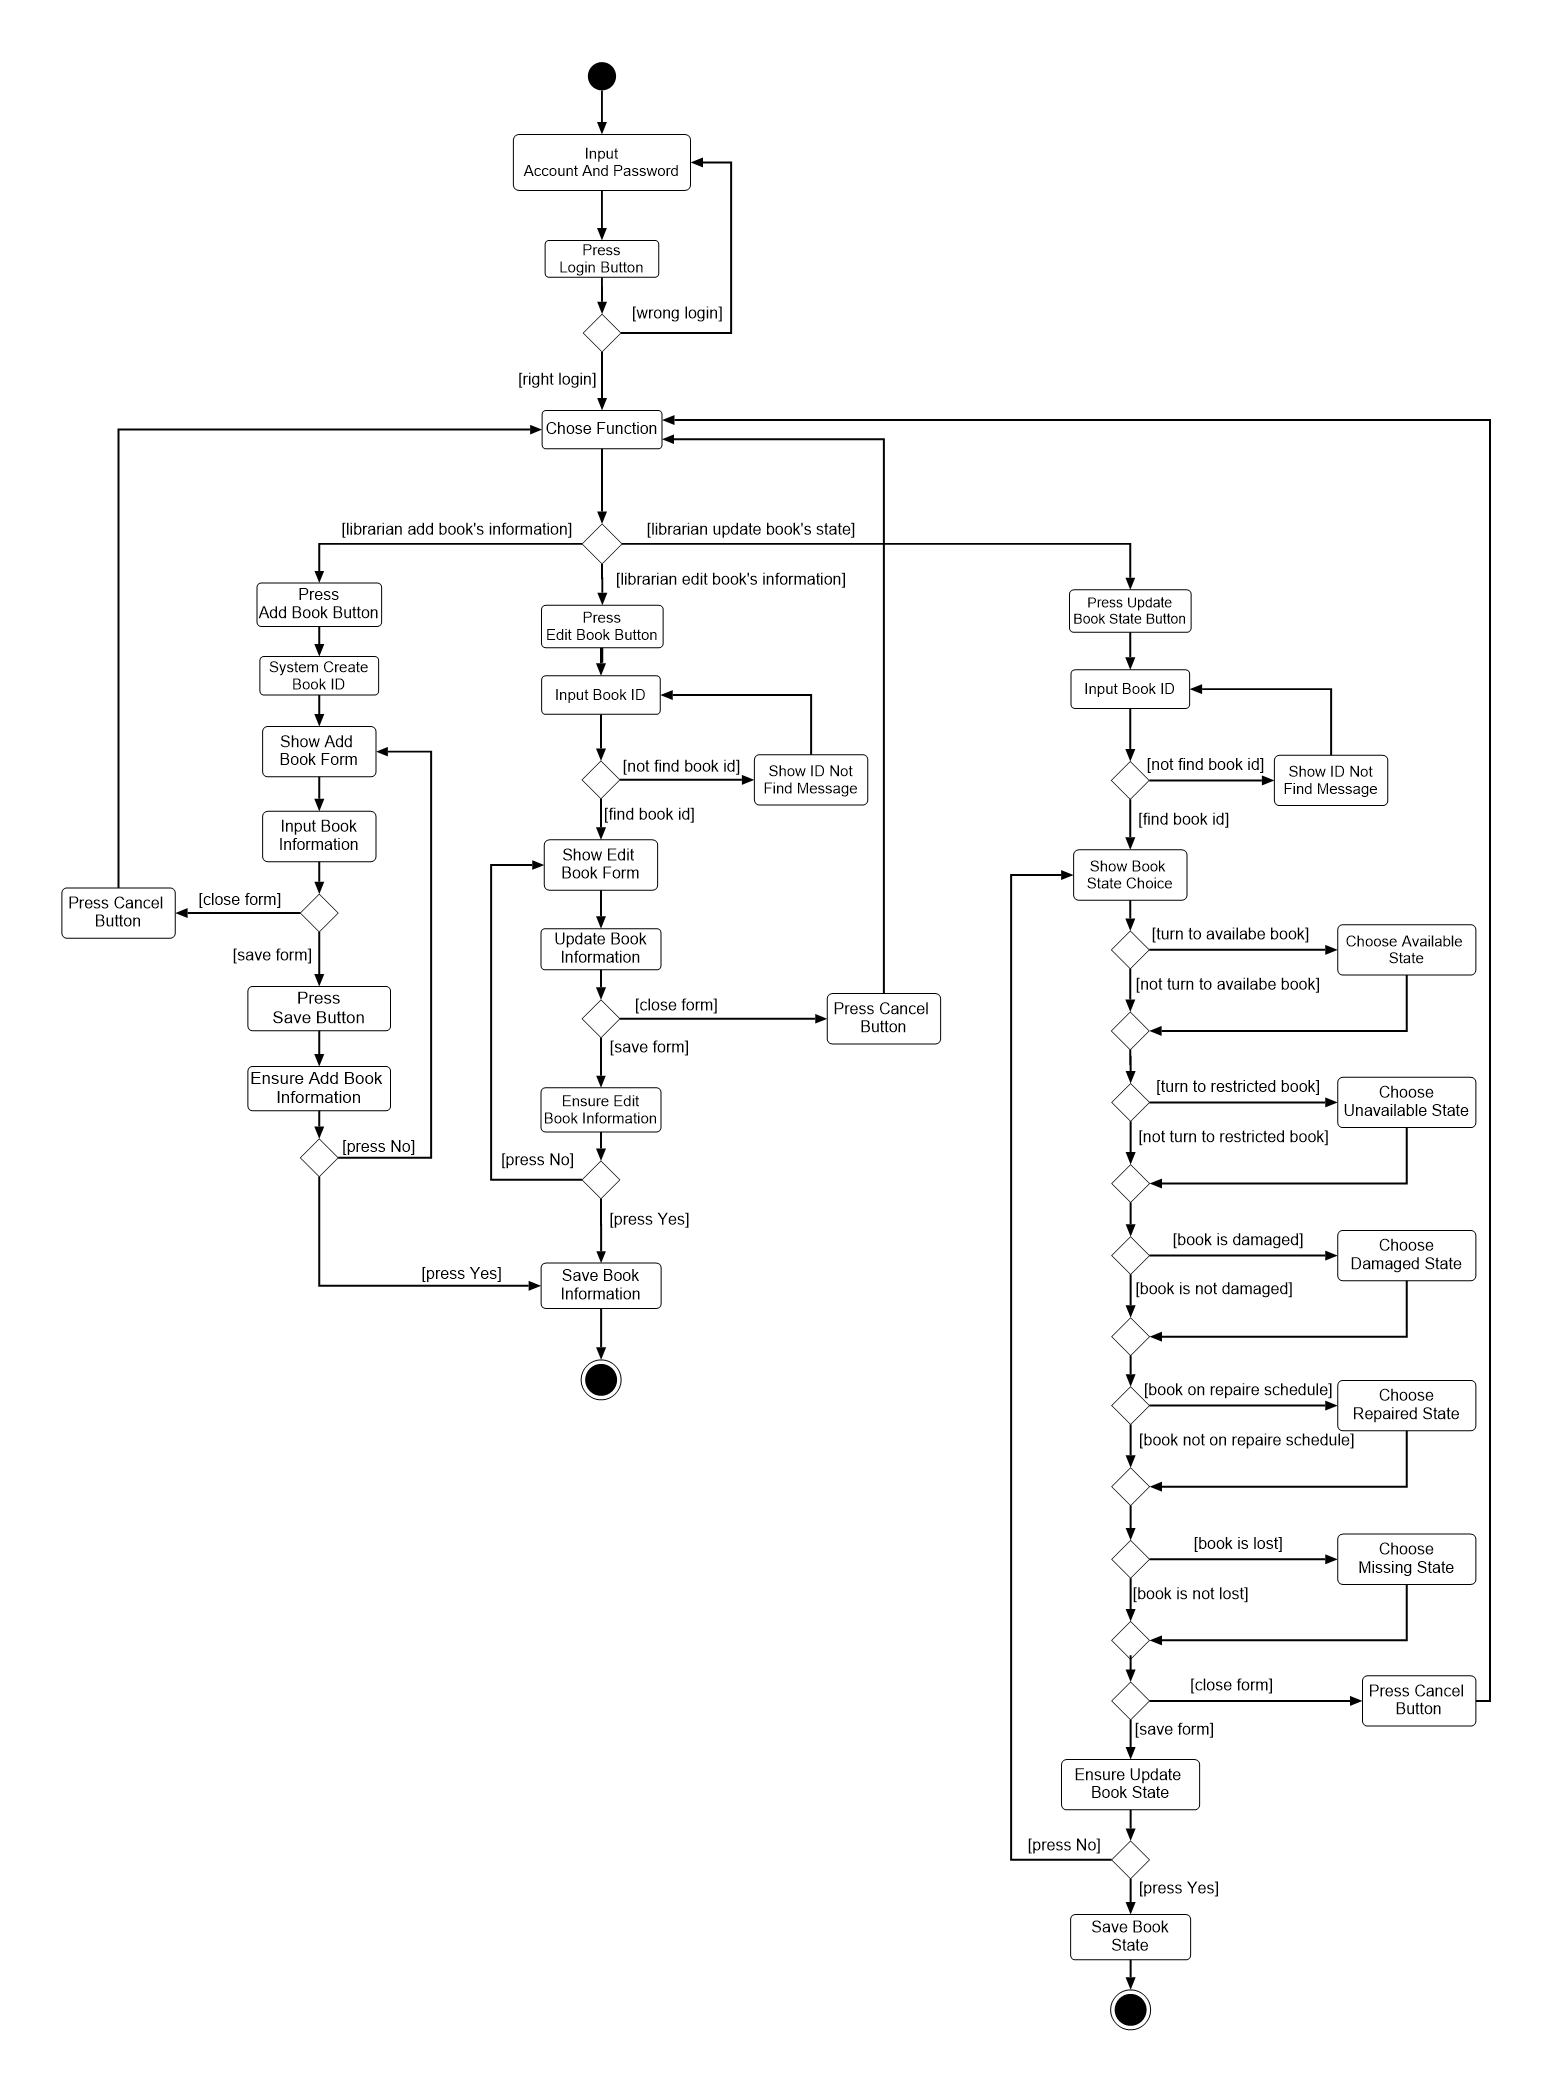 Input
Account And Password
Press
Login Button
[wrong login]
[right login]
Chose Function
[librarian add book's information]
[librarian update book's state]
[librarian edit book's information]
Press
Add Book Button
System Create
Book ID
Show Add
Book Form
Input Book
Information
[close form]
Press Cancel
Button
[save form]
Press
Save Button
Ensure Add Book
Information
[press No]
[press Yes]
Press
Edit Book Button
Input Book ID
[not find book id]
Show ID Not
Find Message
[find book id]
Show Edit
Book Form
Update Book
Information
[close form]
Press Cancel
Button
[save form]
Ensure Edit
Book Information
[press No]
[press Yes]
Save Book
Information
Press Update
Book State Button
Input Book ID
[not find book id]
Show ID Not
Find Message
[find book id]
Show Book
State Choice
[turn to availabe book]
Choose Available
State
[not turn to availabe book]
[turn to restricted book]
Choose
Unavailable State
[not turn to restricted book]
[book is damaged]
Choose
Damaged State
[book is not damaged]
[book on repaire schedule]
Choose
Repaired State
[book not on repaire schedule]
[book is lost]
Choose
Missing State
[book is not lost]
[close form]
Press Cancel
Button
[save form]
Ensure Update
Book State
[press No]
[press Yes]
Save Book
State